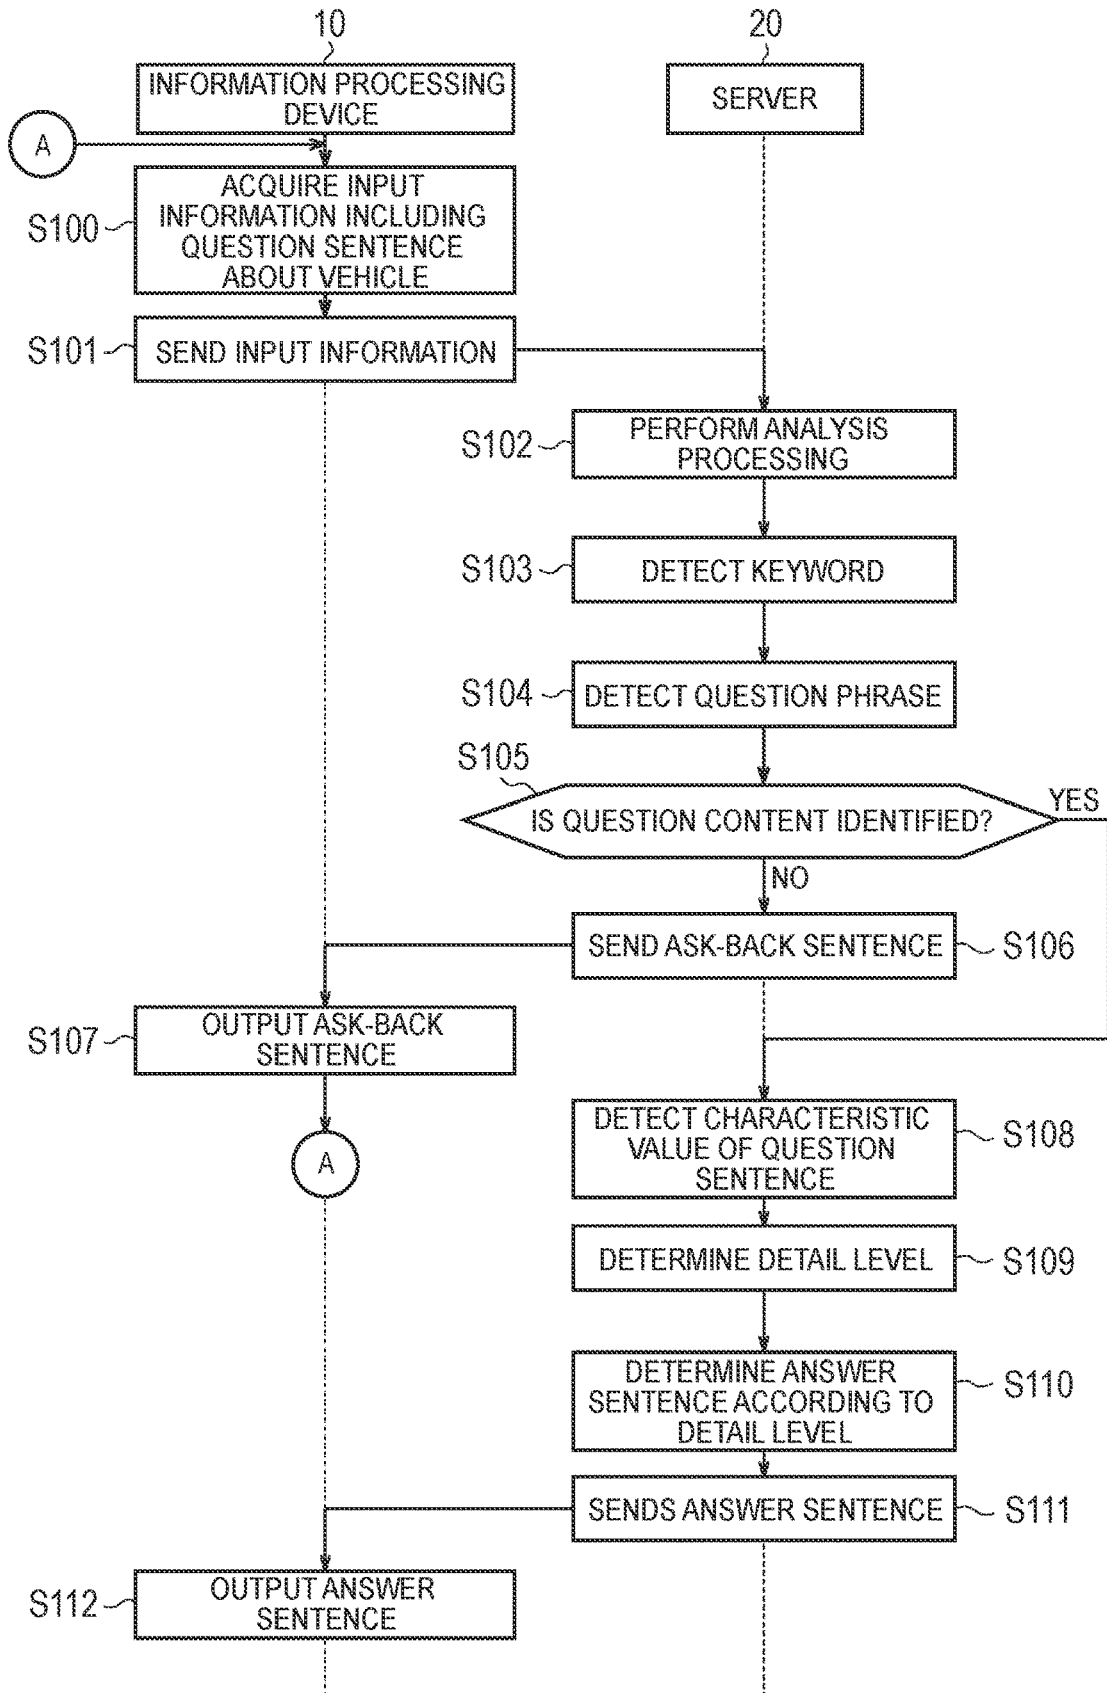 10
20
INFORMATION PROCESSING
DEVICE
SERVER
A
S100
ACQUIRE INPUT
INFORMATION INCLUDING
QUESTION SENTENCE
ABOUT VEHICLE
S101
SEND INPUT INFORMATION
S102
PERFORM ANALYSIS
PROCESSING
S103
DETECT KEYWORD
S104
DETECT QUESTION PHRASE
S105
IS QUESTION CONTENT IDENTIFIED?
YES
NO
SEND ASK-BACK SENTENCE
S106
S107
OUTPUT ASK-BACK
SENTENCE
A
DETECT CHARACTERISTIC
VALUE OF QUESTION
SENTENCE
S108
DETERMINE DETAIL LEVEL
S109
DETERMINE ANSWER
SENTENCE ACCORDING TO
DETAIL LEVEL
S110
SENDS ANSWER SENTENCE
S111
S112
OUTPUT ANSWER
SENTENCE